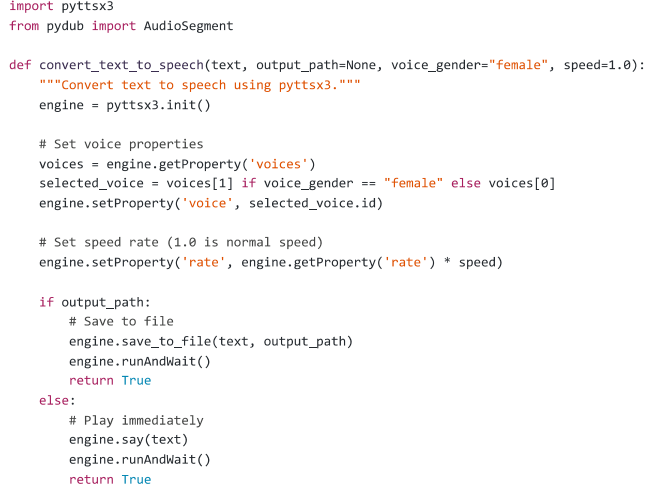 import pyttsx3
from pydub import AudioSegment

def convert_text_to_speech(text, output_path=None, voice_gender="female", speed=1.0):
    """Convert text to speech using pyttsx3."""
    engine = pyttsx3.init()

    # Set voice properties
    voices = engine.getProperty('voices')
    selected_voice = voices[1] if voice_gender == "female" else voices[0]
    engine.setProperty('voice', selected_voice.id)

    # Set speed rate (1.0 is normal speed)
    engine.setProperty('rate', engine.getProperty('rate') * speed)

    if output_path:
        # Save to file
        engine.save_to_file(text, output_path)
        engine.runAndWait()
        return True
    else:
        # Play immediately
        engine.say(text)
        engine.runAndWait()
        return True